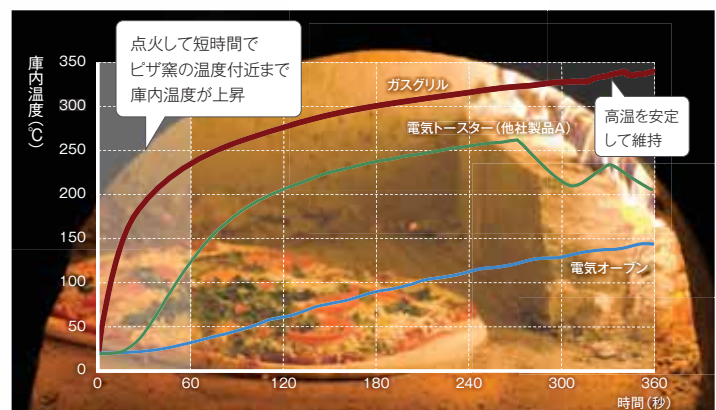 点火して短時間で
ピザ窯の温度付近まで
庫内温度が上昇
庫内温度(℃)
350
300
250
200
150
100
50
0
ガスグリル
電気トースター(他社製品A)
高温を安定
して維持
電気オーブン
0 60 120 180 240 300 360
時間(秒)